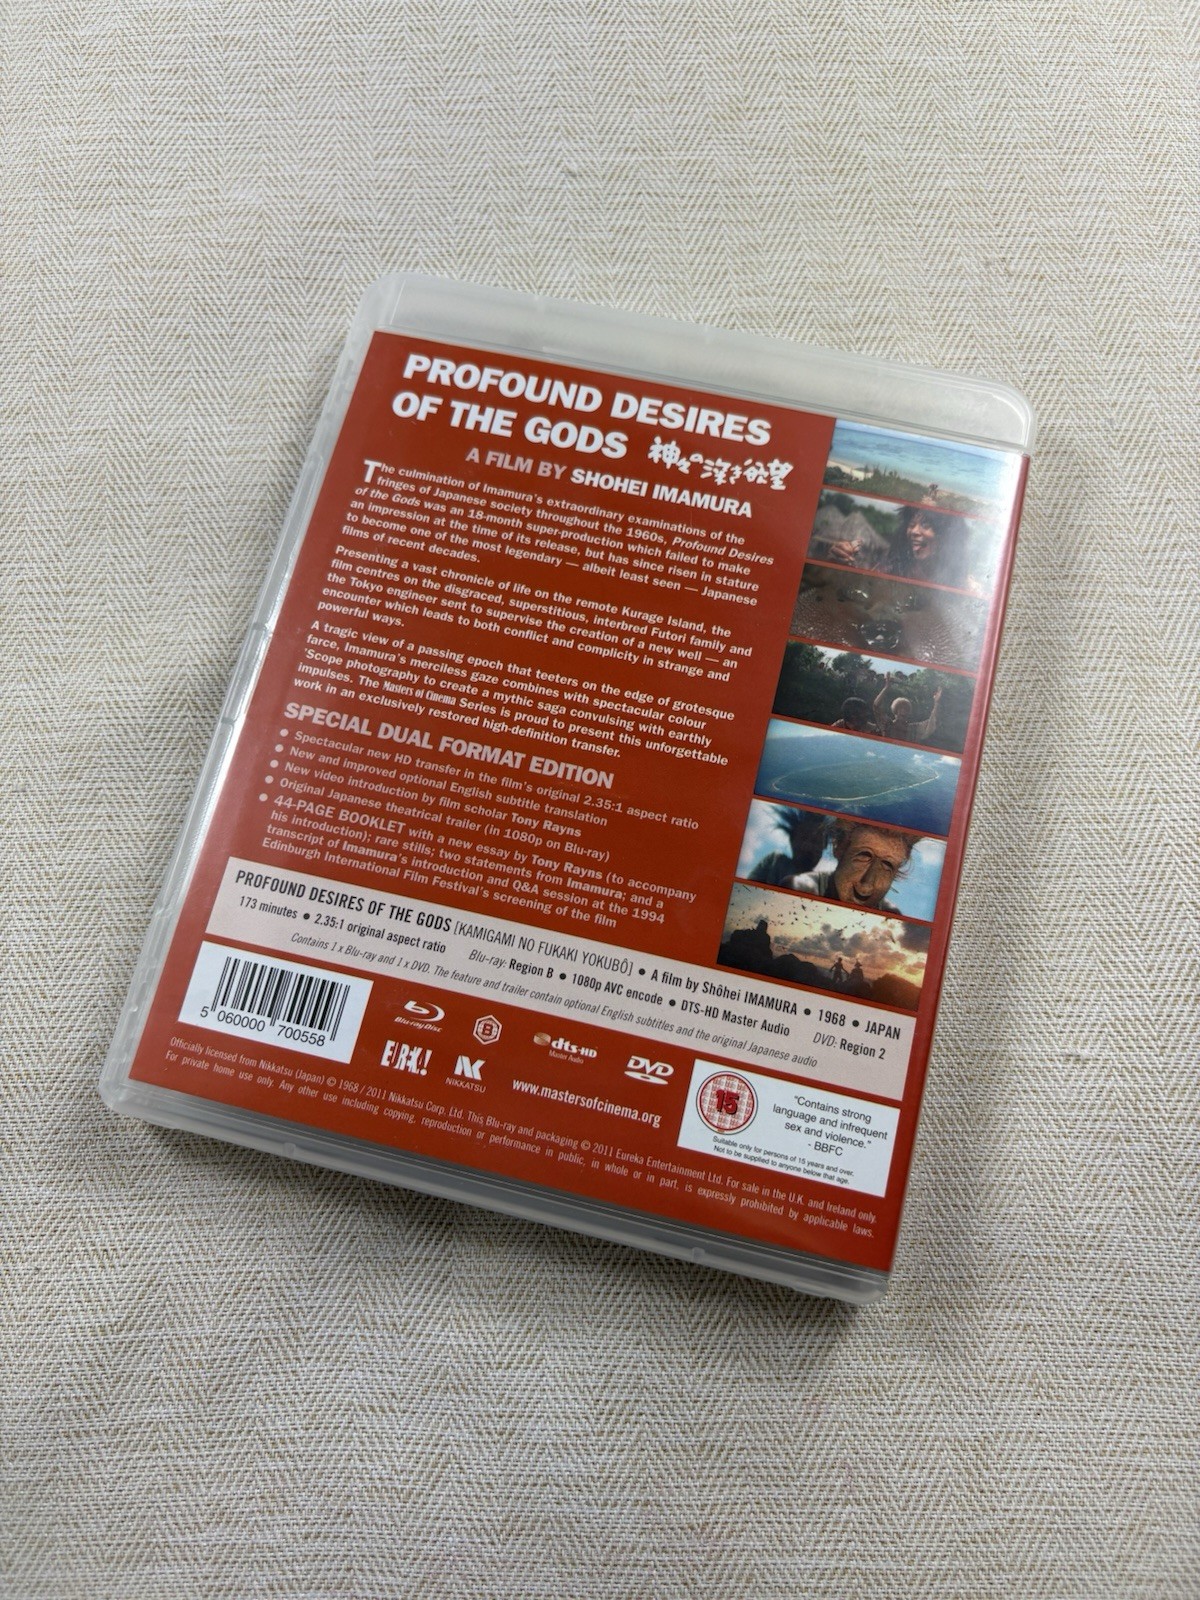 PROFOUND DESIRES
OF THE GODS 神々の深き欲望
A FILM BY SHOHEI IMAMURA
The culmination of Imamura's extraordinary examinations of the
fringes of Japanese society throughout the 1960s, Profound Desires
of the Gods was an 18-month super-production which failed to make
an impression at the time of its release, but has since risen in stature
to become one of the most legendary — albeit least seen — Japanese
films of recent decades.
Presenting a vast chronicle of life on the remote Kurage Island, the
film centres on the disgraced, superstitious, interbred Futori family and
the Tokyo engineer sent to supervise the creation of a new well — an
encounter which leads to both conflict and complicity in strange and
powerful ways.
A tragic view of a passing epoch that teeters on the edge of grotesque
farce, Imamura's merciless gaze combines with spectacular colour
'Scope photography to create a mythic saga convulsing with earthly
impulses. The Masters of Cinema Series is proud to present this unforgettable
work in an exclusively restored high-definition transfer.
SPECIAL DUAL FORMAT EDITION
• Spectacular new HD transfer in the film's original 2.35:1 aspect ratio
• New and improved optional English subtitle translation
• New video introduction by film scholar Tony Rayns
• Original Japanese theatrical trailer (in 1080p on Blu-ray)
• 44-PAGE BOOKLET with a new essay by Tony Rayns (to accompany
his introduction); rare stills; two statements from Imamura; and a
transcript of Imamura's introduction and Q&A session at the 1994
Edinburgh International Film Festival's screening of the film
PROFOUND DESIRES OF THE GODS [KAMIGAMI NO FUKAKI YOKUBÔ] • A film by Shôhei IMAMURA • 1968 • JAPAN
173 minutes • 2.35:1 original aspect ratio Blu-ray: Region B • 1080p AVC encode • DTS-HD Master Audio DVD: Region 2
Contains 1 x Blu-ray and 1 x DVD. The feature and trailer contain optional English subtitles and the original Japanese audio
5 060000 700558
Blu-ray Disc
B
dts-HD
Master Audio
DVD
EUREKA!
NIKKATSU
www.mastersofcinema.org
15
"Contains strong
language and infrequent
sex and violence."
- BBFC
Suitable only for persons of 15 years and over.
Not to be supplied to anyone below that age.
Officially licensed from Nikkatsu (Japan) © 1968 / 2011 Nikkatsu Corp. Ltd. This Blu-ray and packaging © 2011 Eureka Entertainment Ltd. For sale in the U.K. and Ireland only.
For private home use only. Any other use including copying, reproduction or performance in public, in whole or in part, is expressly prohibited by applicable laws.